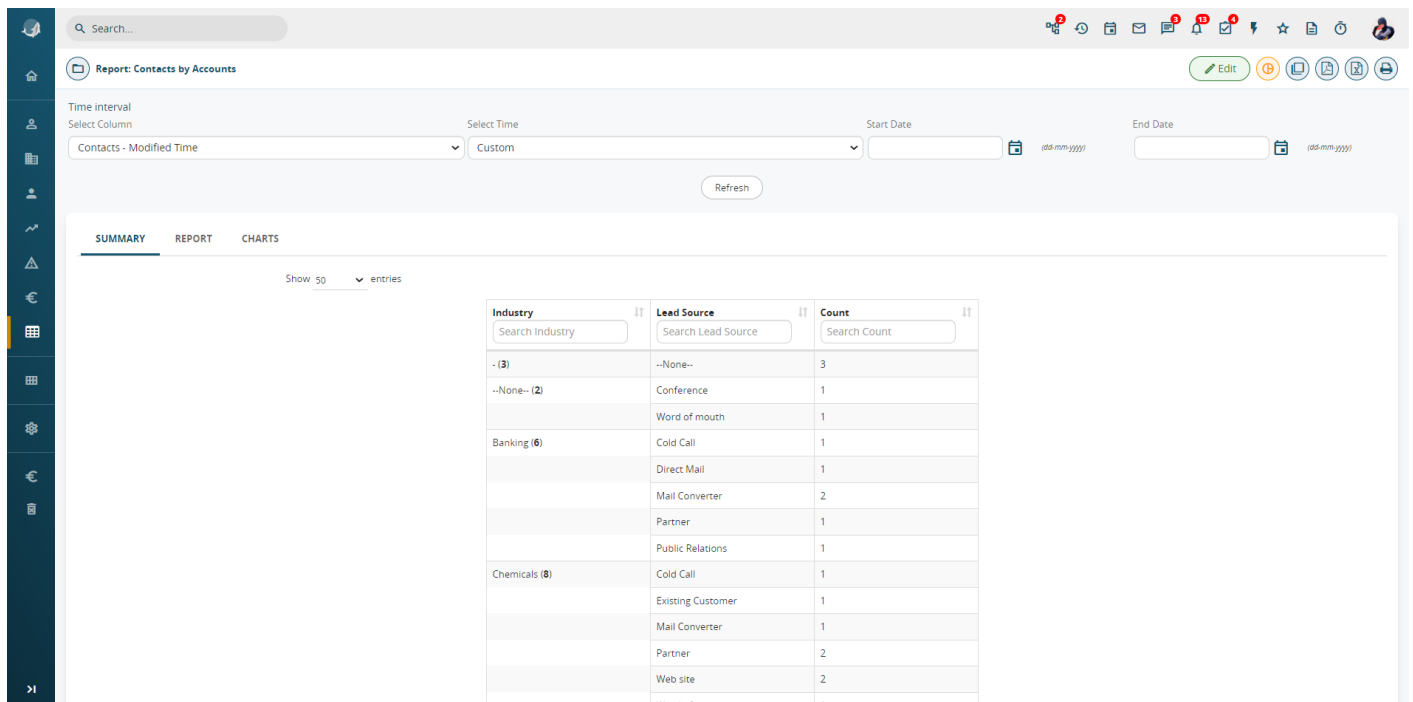 Search...
2
3
13
4
Report: Contacts by Accounts
Edit
Time interval
Select Column
Select Time
Start Date
End Date
Contacts - Modified Time
Custom
(dd-mm-yyyy)
(dd-mm-yyyy)
Refresh
SUMMARY REPORT CHARTS
Show 50 entries
Industry Lead Source Count
Search Industry Search Lead Source Search Count
- (3) --None-- 3
--None-- (2) Conference 1
Word of mouth 1
Banking (6) Cold Call 1
Direct Mail 1
Mail Converter 2
Partner 1
Public Relations 1
Chemicals (8) Cold Call 1
Existing Customer 1
Mail Converter 1
Partner 2
Web site 2